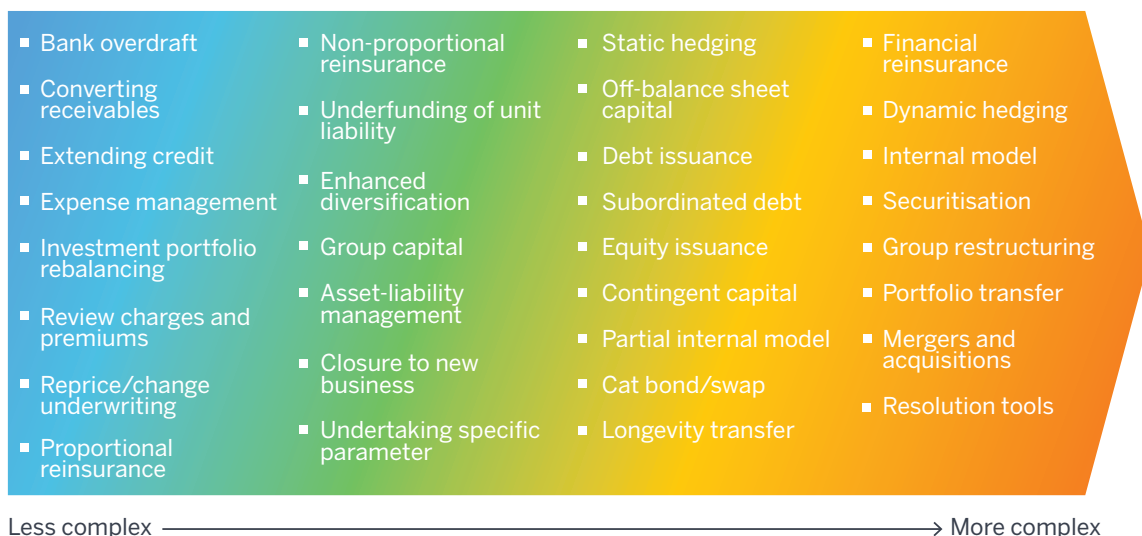 Bank overdraft
Converting
receivables
Extending credit
Expense management
Investment portfolio
rebalancing
Review charges and
premiums
Reprice/change
underwriting
Proportional
reinsurance
Non-proportional
reinsurance
Underfunding of unit
liability
Enhanced
diversification
Group capital
Asset-liability
management
Closure to new
business
Undertaking specific
parameter
Static hedging
Off-balance sheet
capital
Debt issuance
Subordinated debt
Equity issuance
Contingent capital
Partial internal model
Cat bond/swap
Longevity transfer
Financial
reinsurance
Dynamic hedging
Internal model
Securitisation
Group restructuring
Portfolio transfer
Mergers and
acquisitions
Resolution tools
Less complex
More complex